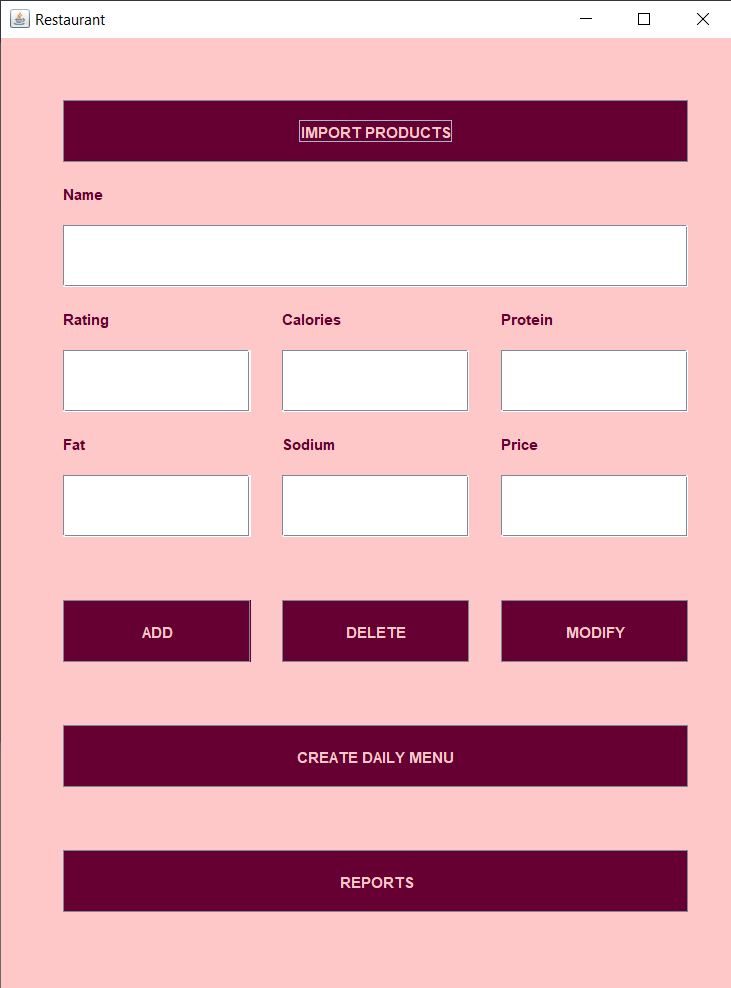 Restaurant
IMPORT PRODUCTS
Name
Rating Calories Protein
Fat Sodium Price
ADD DELETE MODIFY
CREATE DAILY MENU
REPORTS